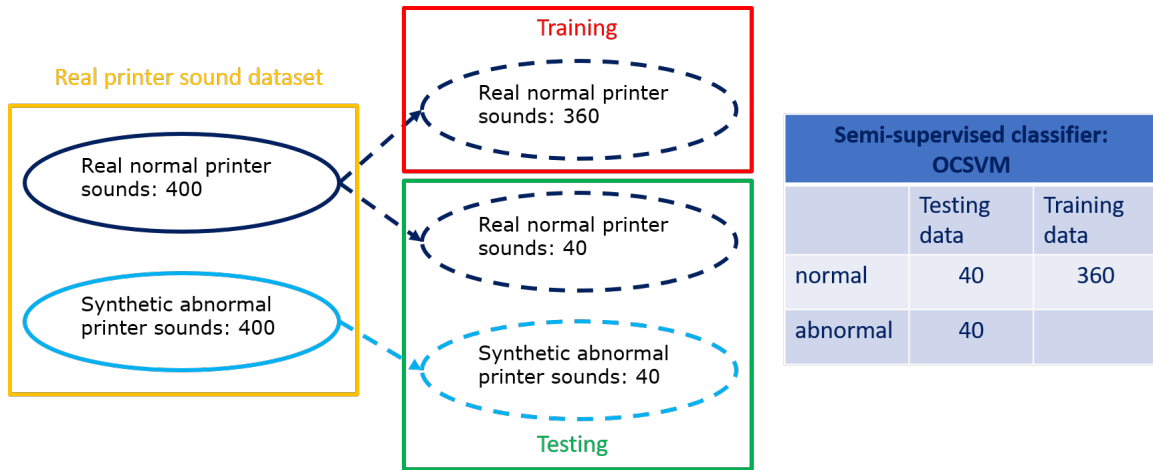 Real printer sound dataset
Real normal printer
sounds: 400
Synthetic abnormal
printer sounds: 400
Training
Real normal printer
sounds: 360
Real normal printer
sounds: 40
Synthetic abnormal
printer sounds: 40
Testing
Semi-supervised classifier:
OCSVM
Testing data Training data
normal 40 360
abnormal 40